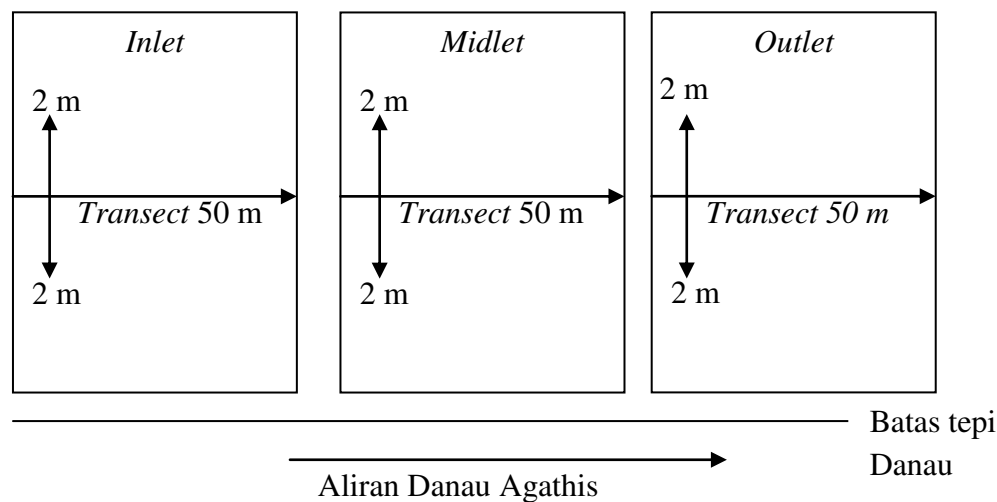 Inlet
Midlet
Outlet
2 m
2 m
2 m
Transect 50 m
Transect 50 m
Transect 50 m
2 m
2 m
2 m
Batas tepi
Danau
Aliran Danau Agathis